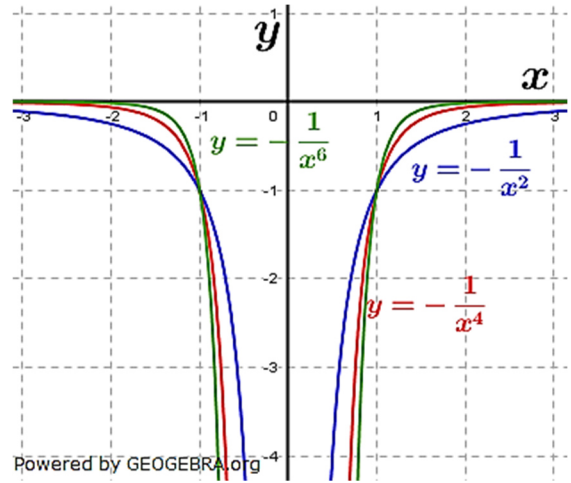 1
y
x
-3 -2 -1 0 1 2 3
y = -1/x⁶
y = -1/x²
-1
-2
y = -1/x⁴
-3
-4
Powered by GEOGEBRA.org